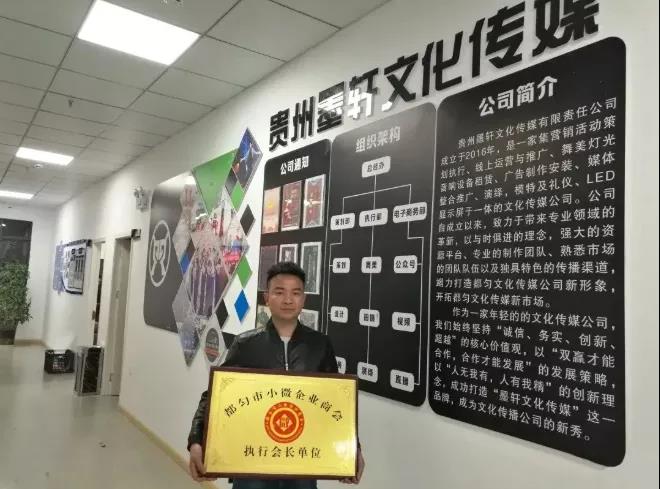 贵州墨轩文化传媒
公司通知
组织架构
总经办
策划部
执行部
电子商务部
策划
舞美
公众号
设计
田锦
视频
演绎
直播
公司简介
贵州墨轩文化传媒有限责任公司
成立于2016年，是一家集营销活动策
划执行、线上运营与推广、舞美灯光
音响设备租赁、广告制作安装、媒体
整合推广、演绎，模特及礼仪、LED
显示屏于一体的文化传媒公司。公司
自成立以来，致力于带来专业领域的
革新，以与时俱进的理念，强大的资
源平台、专业的制作团队、熟悉市场
的团队队伍以及独具特色的传播渠道，
竭力打造都匀文化传媒公司新形象，
开拓都匀文化传媒新市场。
作为一家年轻的的文化传媒公司，
我们始终坚持“诚信、务实、创新、
超越”的核心价值观，以“双赢才能
合作，合作才能发展”的发展策略，
以“人无我有，人有我精”的创新理
念，成功打造“墨轩文化传媒”这一
品牌，成为文化传播公司的新秀。
都匀市小微企业商会
执行会长单位